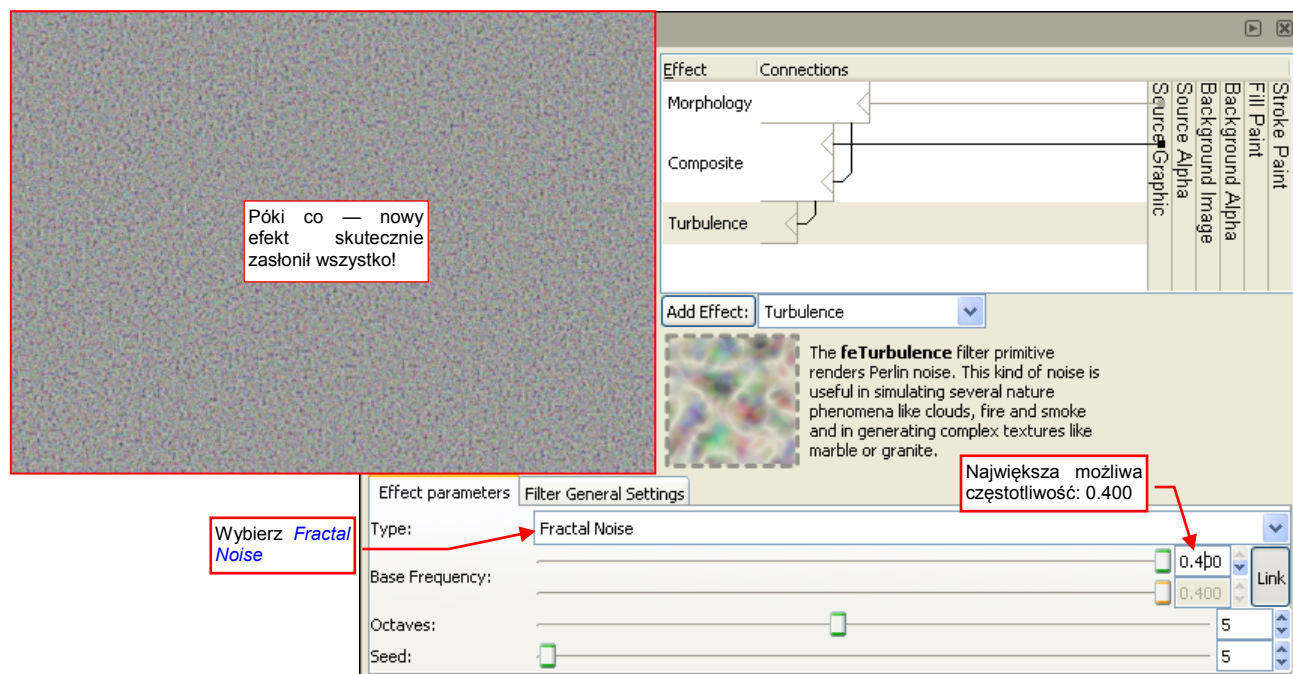 Póki co — nowy
efekt skutecznie
zasłonił wszystko!
Effect Connections
Morphology
Composite
Turbulence
Source Graphic
Source Alpha
Background Image
Background Alpha
Fill Paint
Stroke Paint
Add Effect: Turbulence
The feTurbulence filter primitive
renders Perlin noise. This kind of noise is
useful in simulating several nature
phenomena like clouds, fire and smoke
and in generating complex textures like
marble or granite.
Największa możliwa
częstotliwość: 0.400
Effect parameters Filter General Settings
Wybierz Fractal
Noise
Type: Fractal Noise
Base Frequency: 0.400
0.400
Link
Octaves: 5
Seed: 5